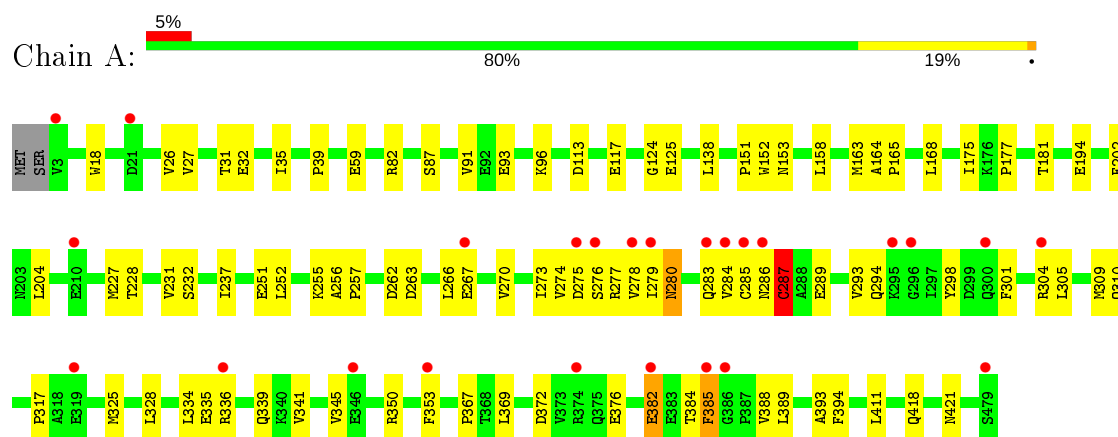 5%
Chain A:
80% 19% •
MET SER V3 W18 D21 V26 V27 T31 E32 I35 P39 E59 R82 S87 V91 E92 E93 K96 D113 E117 G124 E125 L138 P151 W152 N153 L158 M163 A164 P165 L168 I175 K176 P177 T181 E194
N203 L204 E210 M227 T228 V231 S232 I237 E251 L252 K255 A256 P257 D262 D263 L266 E267 V270 I273 V274 D275 S276 R277 V278 I279 N280 Q283 V284 C285 N286 C287 A288 E289 V293 Q294 K295 G296 I297 Y298 D299 Q300 F301 R304 L305 M309
P317 A318 E319 M325 L328 L334 E335 R336 Q339 K340 V341 V345 E346 R350 F353 P367 T368 L369 D372 V373 R374 Q375 E376 E382 E383 T384 F385 G386 P387 V388 L389 A393 F394 L411 Q418 N421 S479